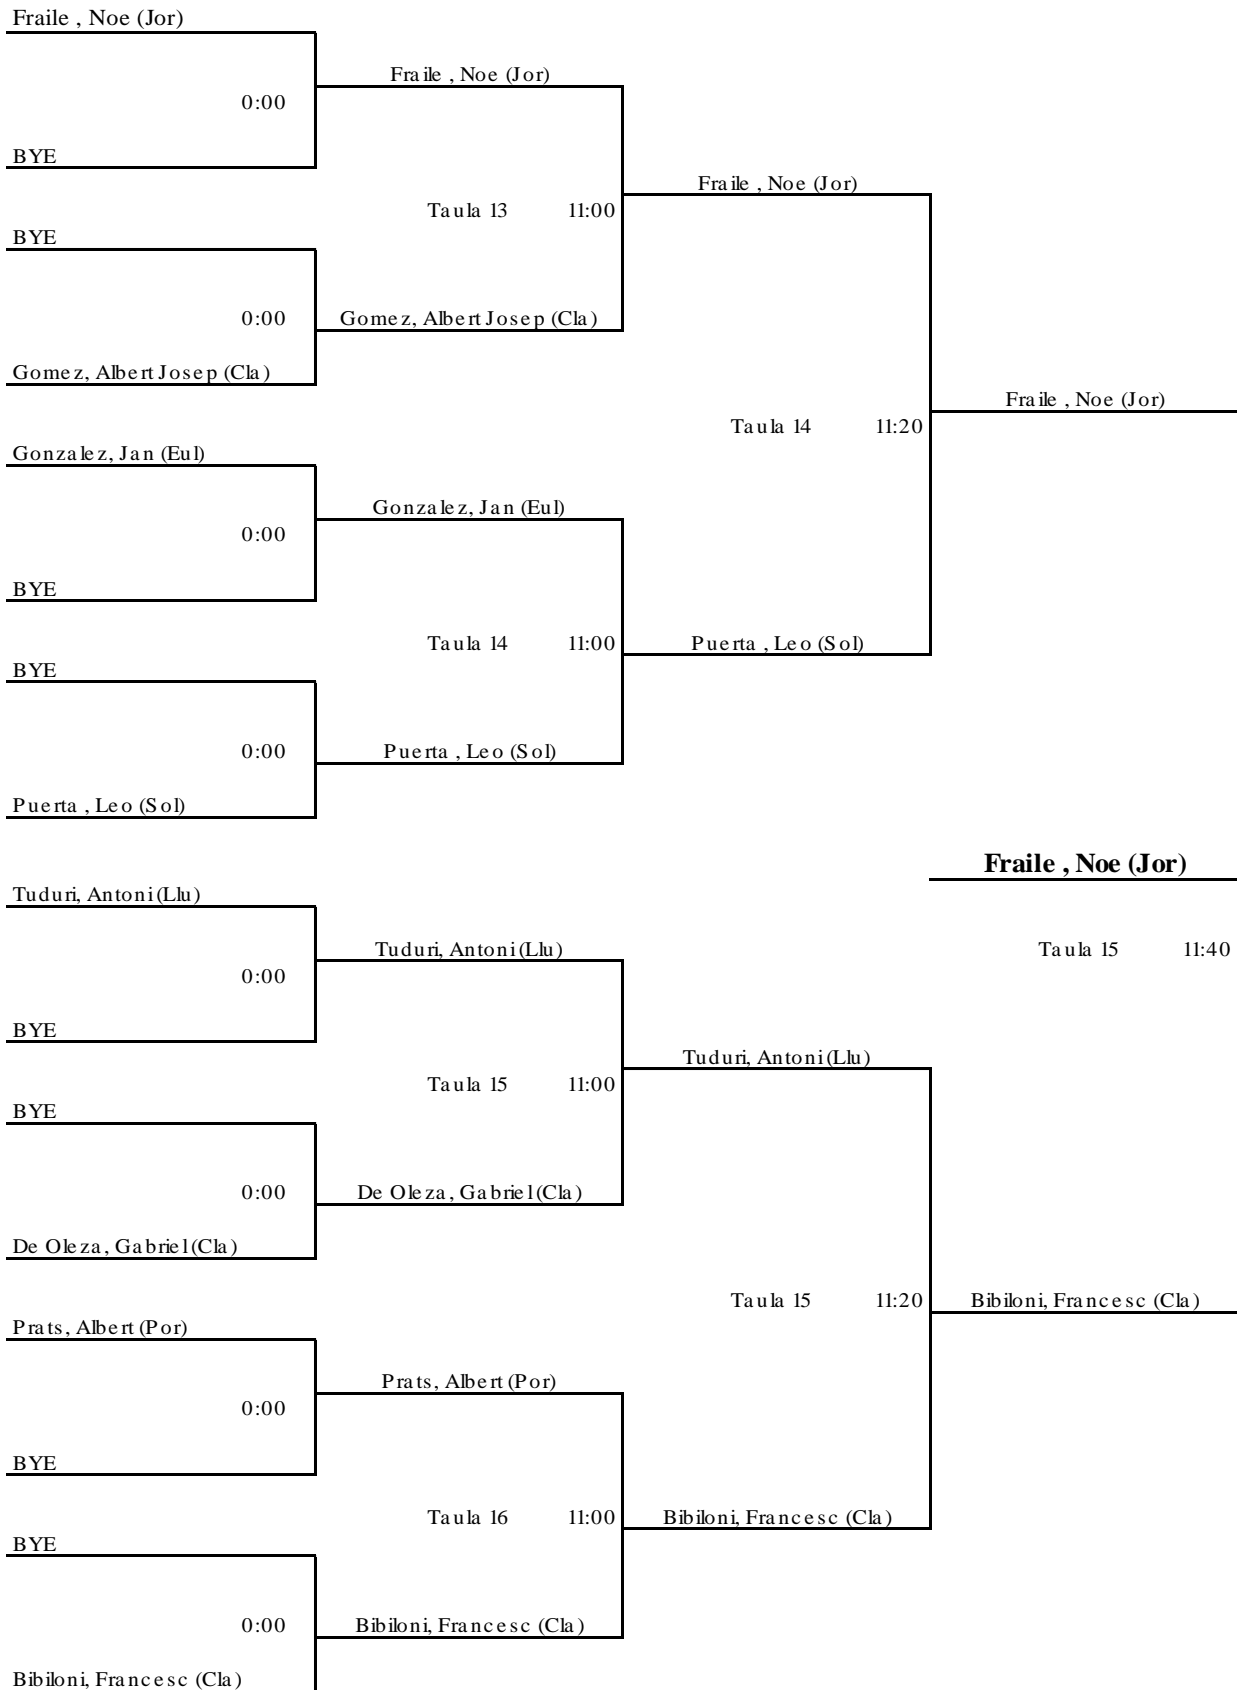 Fraile , Noe (Jor)
Fraile , Noe (Jor)
0:00
BYE
Fraile , Noe (Jor)
Taula 13 11:00
BYE
0:00
Gomez, Albert Josep (Cla)
Gomez, Albert Josep (Cla)
Fraile , Noe (Jor)
Taula 14 11:20
Gonzalez, Jan (Eul)
Gonzalez, Jan (Eul)
0:00
BYE
Taula 14 11:00
Puerta , Leo (Sol)
BYE
0:00
Puerta , Leo (Sol)
Puerta , Leo (Sol)
Fraile , Noe (Jor)
Tuduri, Antoni (Llu)
Tuduri, Antoni (Llu)
Taula 15 11:40
0:00
BYE
Tuduri, Antoni (Llu)
Taula 15 11:00
BYE
0:00
De Oleza, Gabriel (Cla)
De Oleza, Gabriel (Cla)
Taula 15 11:20
Bibiloni, Francesc (Cla)
Prats, Albert (Por)
Prats, Albert (Por)
0:00
BYE
Taula 16 11:00
Bibiloni, Francesc (Cla)
BYE
0:00
Bibiloni, Francesc (Cla)
Bibiloni, Francesc (Cla)